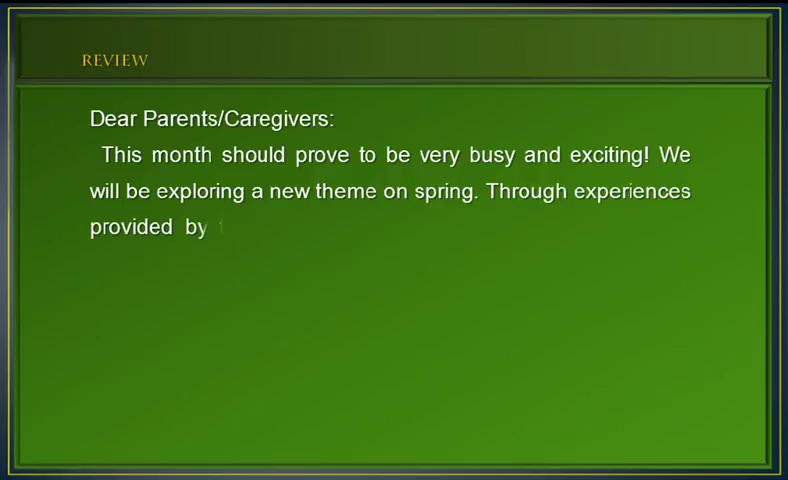 REVIEW
Dear Parents/Caregivers:
This month should prove to be very busy and exciting! We
will be exploring a new theme on spring. Through experiences
provided by